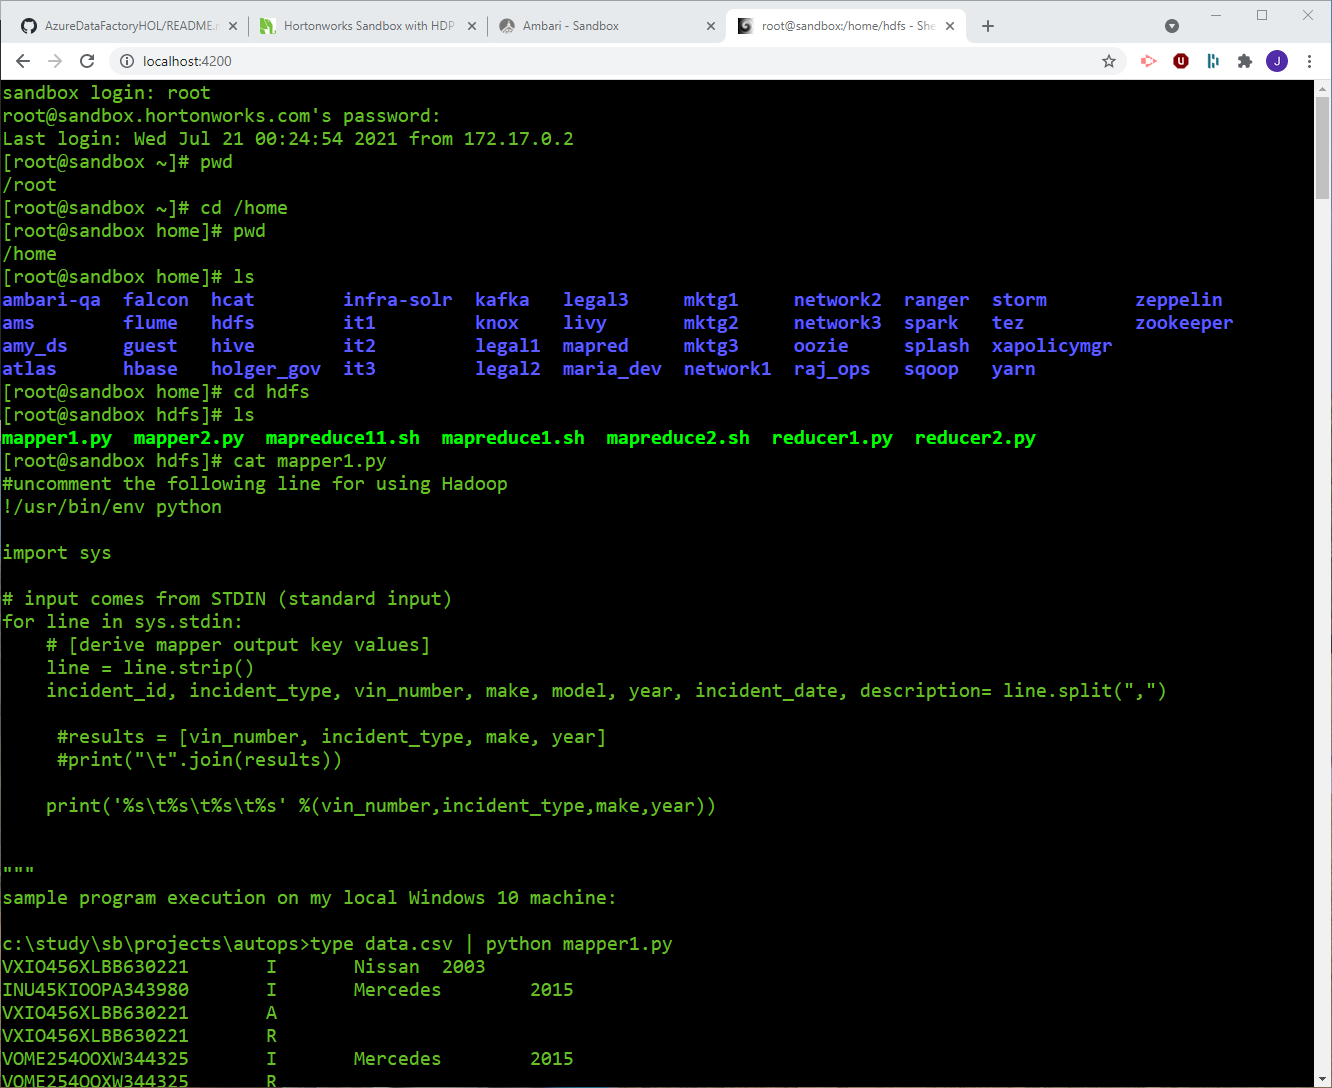 AzureDataFactoryHOL/README.m
Hortonworks Sandbox with HDP
Ambari - Sandbox
root@sandbox:/home/hdfs - She
localhost:4200
J
sandbox login: root
root@sandbox.hortonworks.com's password:
Last login: Wed Jul 21 00:24:54 2021 from 172.17.0.2
[root@sandbox ~]# pwd
/root
[root@sandbox ~]# cd /home
[root@sandbox home]# pwd
/home
[root@sandbox home]# ls
ambari-qa  falcon  hcat        infra-solr  kafka   legal3     mktg1     network2  ranger  storm        zeppelin
ams        flume   hdfs        it1         knox    livy       mktg2     network3  spark   tez          zookeeper
amy_ds     guest   hive        it2         legal1  mapred     mktg3     oozie     splash  xapolicymgr
atlas      hbase   holger_gov  it3         legal2  maria_dev  network1  raj_ops   sqoop   yarn
[root@sandbox home]# cd hdfs
[root@sandbox hdfs]# ls
mapper1.py  mapper2.py  mapreduce11.sh  mapreduce1.sh  mapreduce2.sh  reducer1.py  reducer2.py
[root@sandbox hdfs]# cat mapper1.py
#uncomment the following line for using Hadoop
!/usr/bin/env python
import sys
# input comes from STDIN (standard input)
for line in sys.stdin:
    # [derive mapper output key values]
    line = line.strip()
    incident_id, incident_type, vin_number, make, model, year, incident_date, description= line.split(",")
     #results = [vin_number, incident_type, make, year]
     #print("\t".join(results))
    print('%s\t%s\t%s\t%s' %(vin_number,incident_type,make,year))
"""
sample program execution on my local Windows 10 machine:
c:\study\sb\projects\autops>type data.csv | python mapper1.py
VXIO456XLBB630221       I       Nissan  2003
INU45KIOOPA343980       I       Mercedes        2015
VXIO456XLBB630221       A
VXIO456XLBB630221       R
VOME254OOXW344325       I       Mercedes        2015
VOME254OOXW344325       R